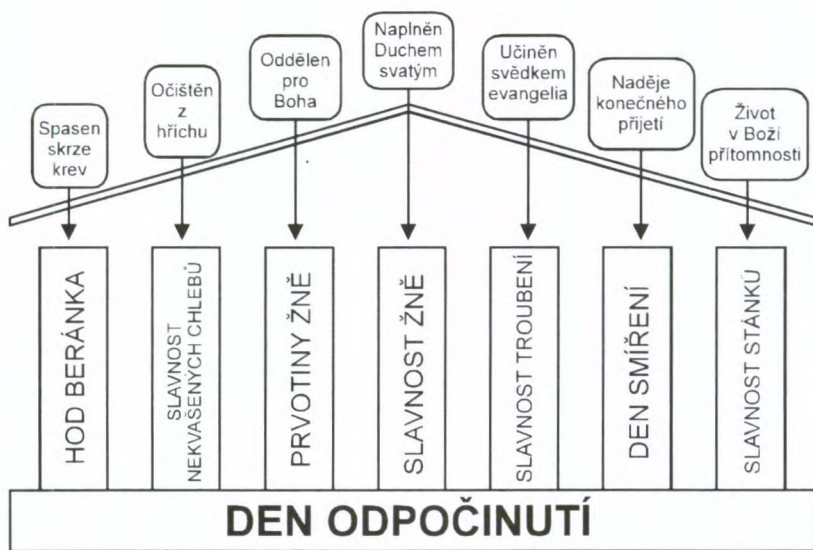 Spasen
skrze
krev
Očištěn
z
hříchu
Oddělen
pro
Boha
Naplněn
Duchem
svatým
Učiněn
svědkem
evangelia
Naděje
konečného
přijetí
Život
v Boží
přítomnosti
HOD BERÁNKA
SLAVNOST
NEKVAŠENÝCH CHLEBŮ
PRVOTINY ŽNĚ
SLAVNOST ŽNĚ
SLAVNOST TROUBENÍ
DEN SMÍŘENÍ
SLAVNOST STÁNKŮ
DEN ODPOČINUTÍ